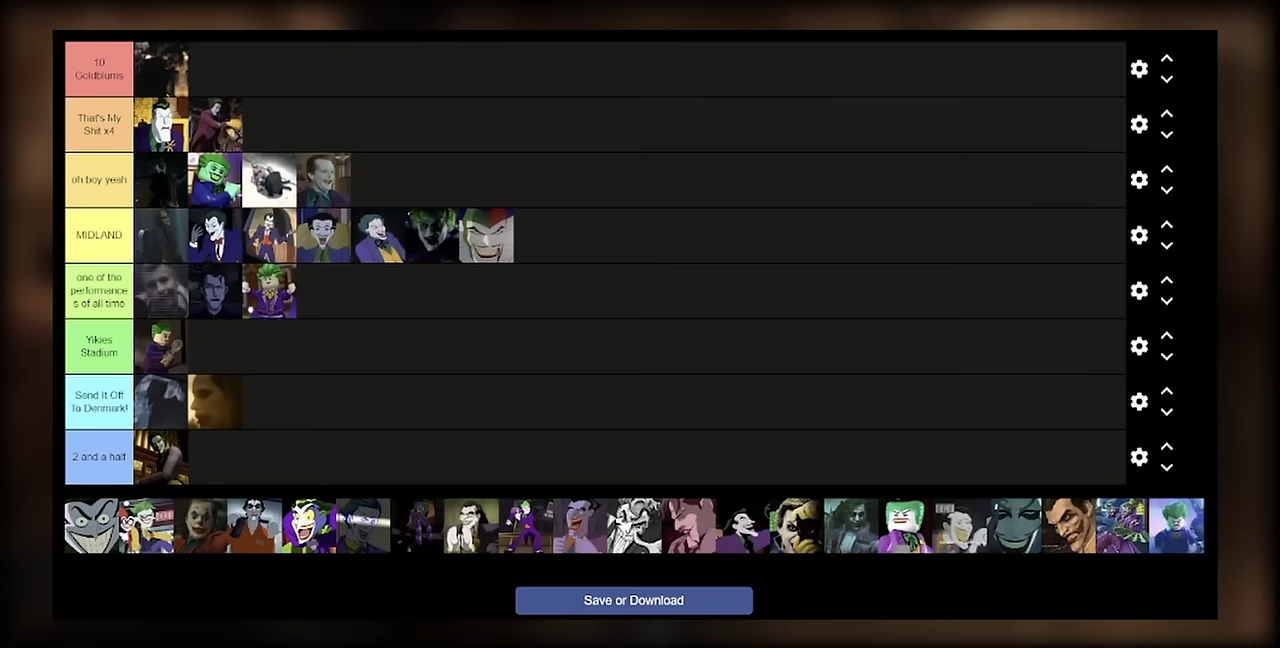 10
Goldblums
That's My
Shit x4
oh boy yeah
MIDLAND
one of the
performance
s of all time
Yikies
Stadium
Send It Off
To Denmark!
2 and a half
Save or Download